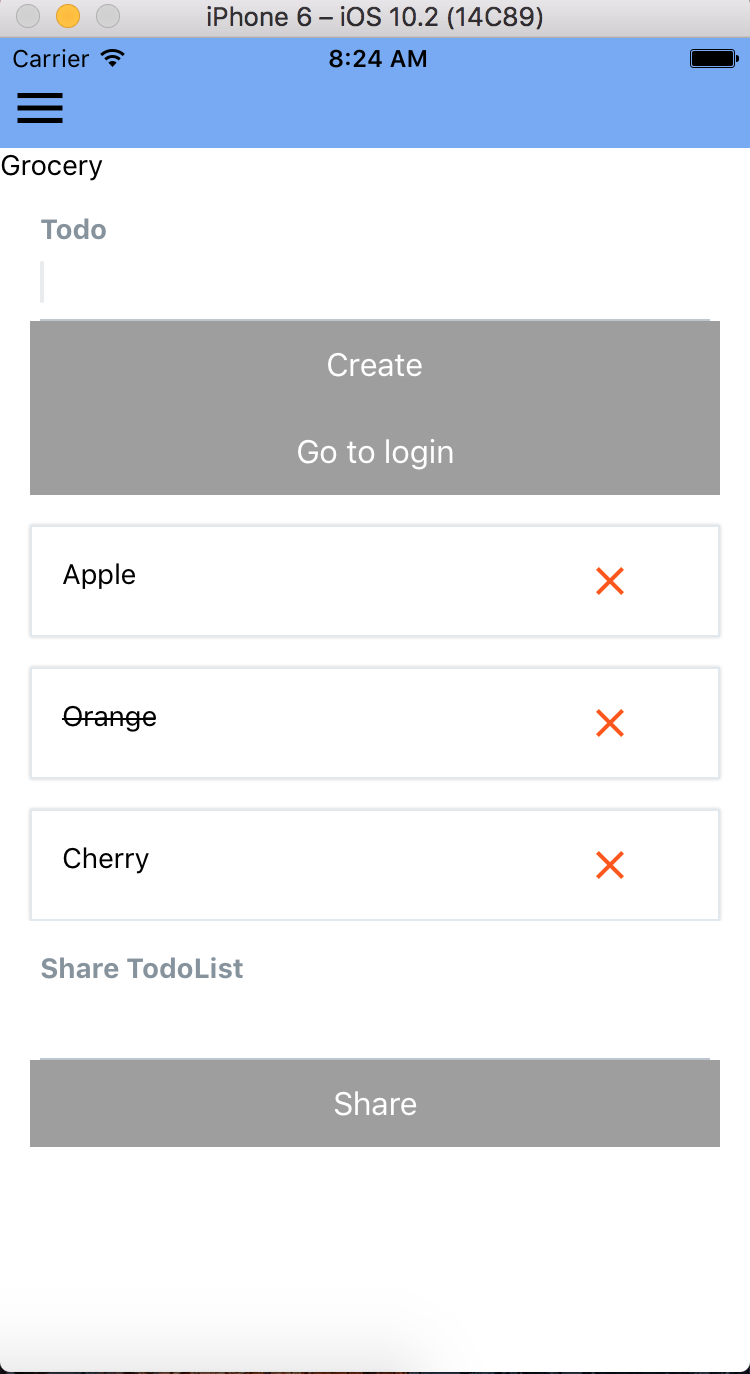 iPhone 6 – iOS 10.2 (14C89)
Carrier 8:24 AM
Grocery
Todo
Create
Go to login
Apple
Orange
Cherry
Share TodoList
Share